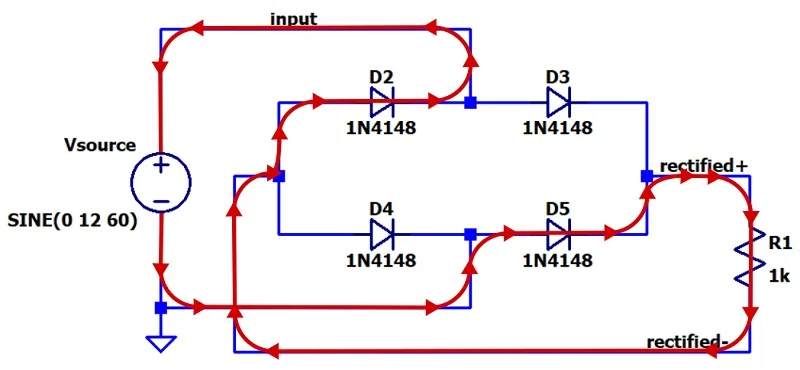 input
D2
D3
1N4148
1N4148
Vsource
+
−
SINE(0 12 60)
rectified+
D4
D5
1N4148
1N4148
R1
1k
rectified-